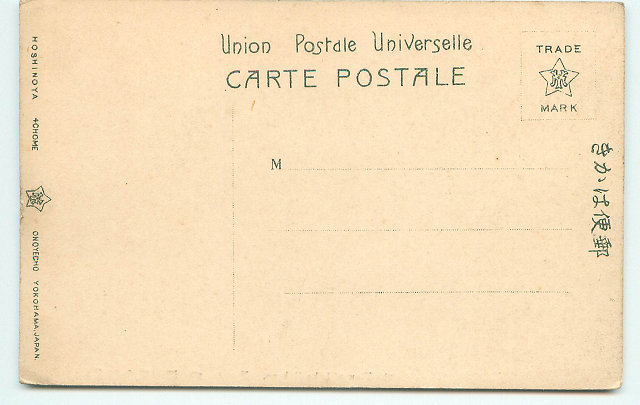 Union Postale Universelle
CARTE POSTALE
TRADE
MARK
M
郵便はかき
HOSHINOYA 4CHOME ONOYECHO YOKOHAMA,JAPAN.